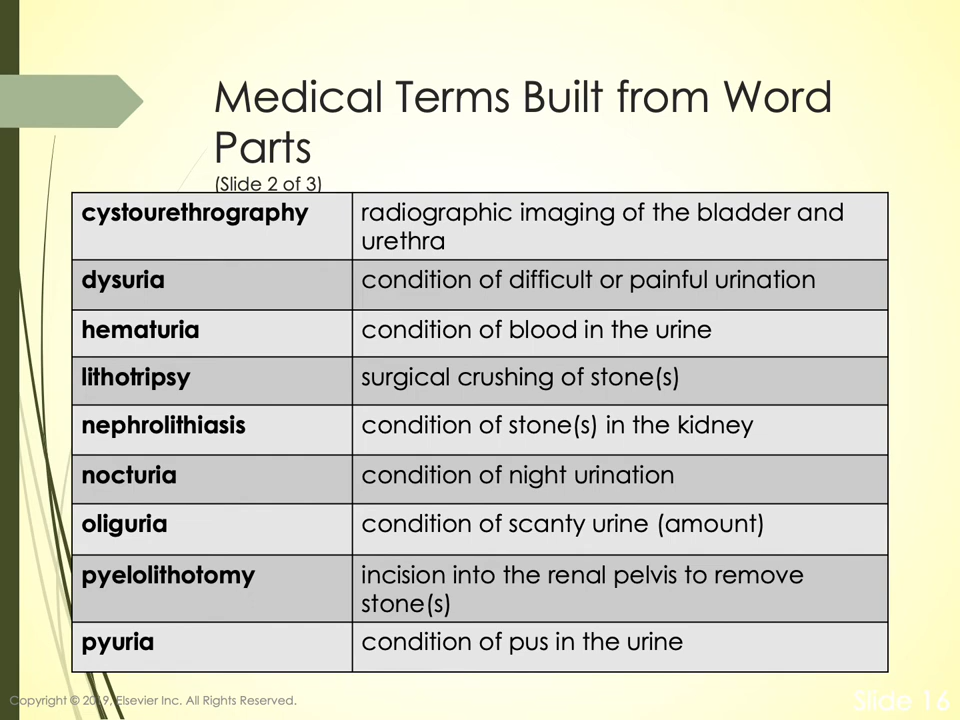 Medical Terms Built from Word
Parts
(Slide 2 of 3)
cystourethrography
radiographic imaging of the bladder and
urethra
dysuria
condition of difficult or painful urination
hematuria
condition of blood in the urine
lithotripsy
surgical crushing of stone(s)
nephrolithiasis
condition of stone(s) in the kidney
nocturia
condition of night urination
oliguria
condition of scanty urine (amount)
pyelolithotomy
incision into the renal pelvis to remove
stone(s)
pyuria
condition of pus in the urine
Copyright © 2019, Elsevier Inc. All Rights Reserved.
Slide 16